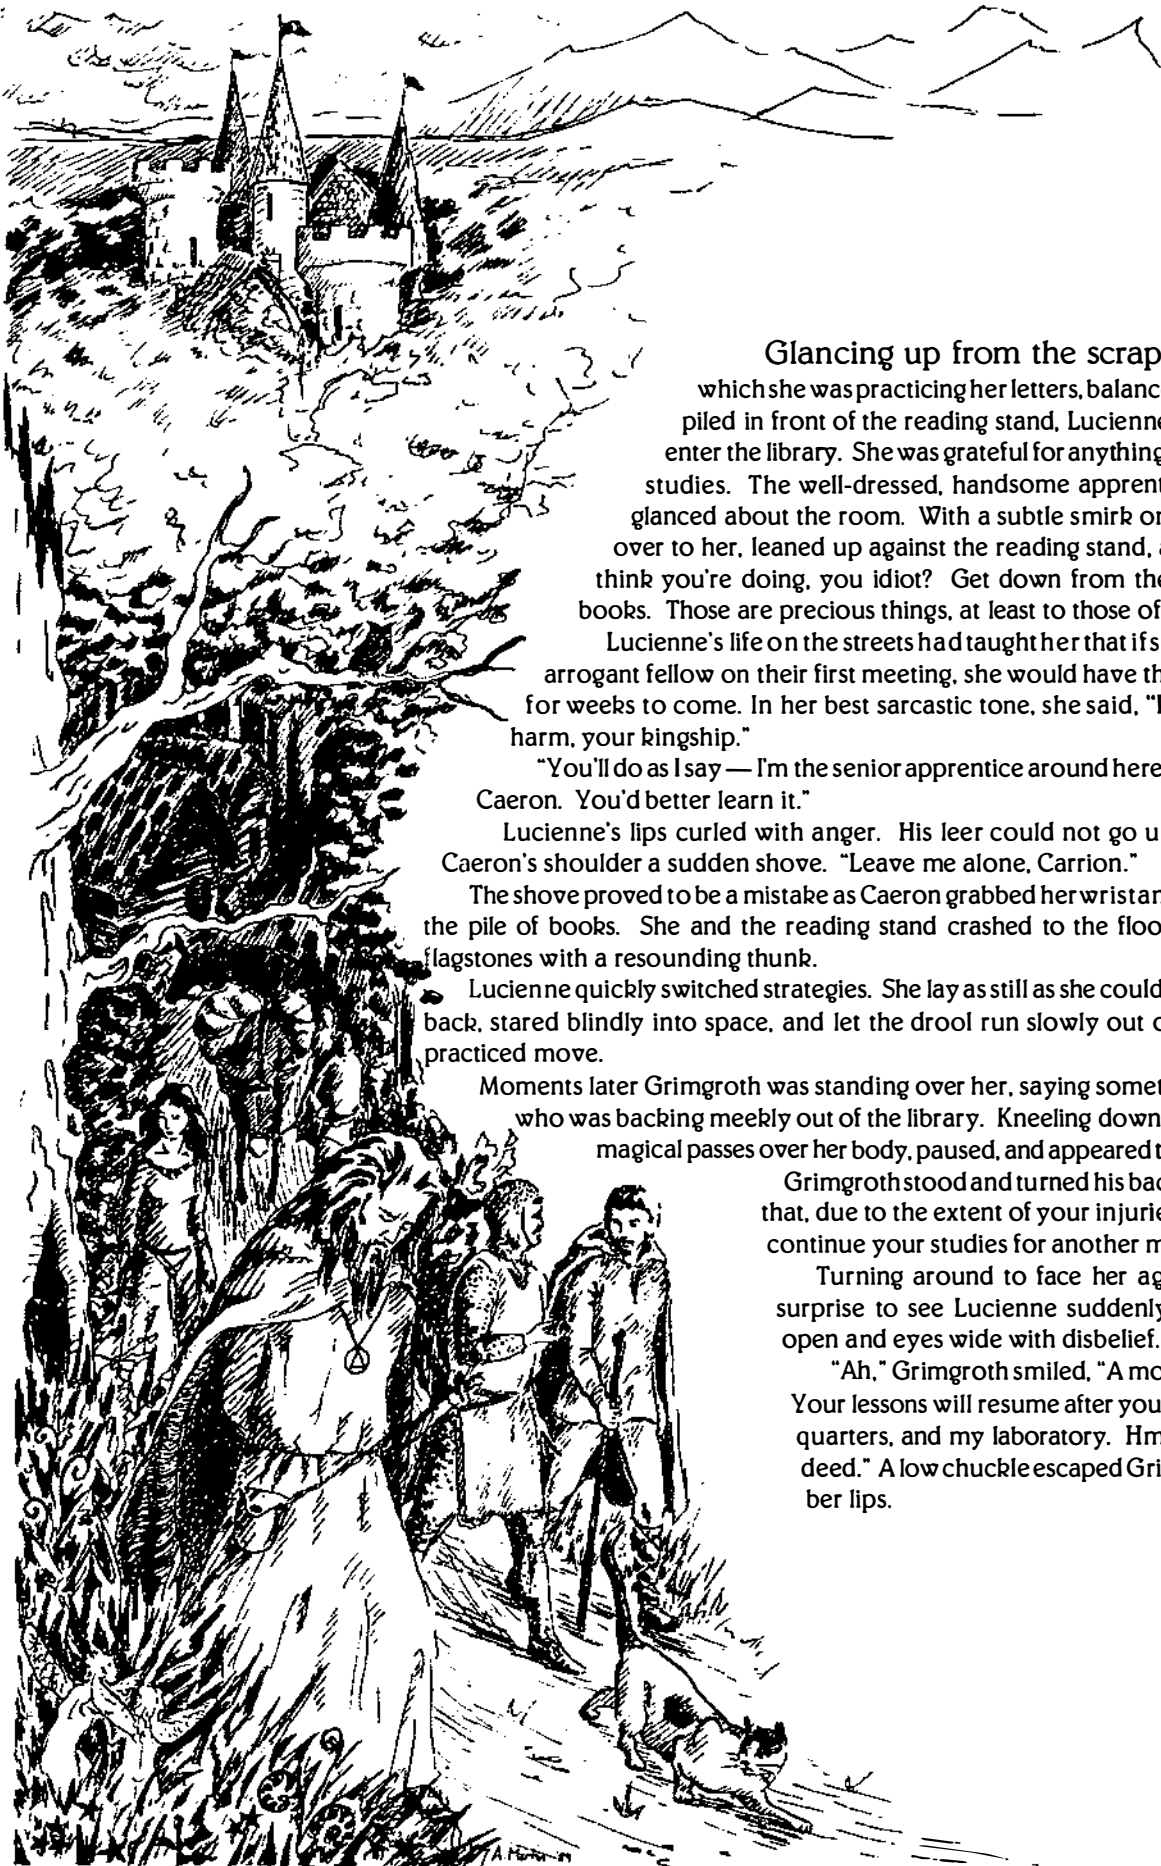 Glancing up from the scrap
which she was practicing her letters, balanc
piled in front of the reading stand, Lucienne
enter the library. She was grateful for anything
studies. The well-dressed, handsome apprent
glanced about the room. With a subtle smirk or
over to her, leaned up against the reading stand,
think you're doing, you idiot? Get down from the
books. Those are precious things, at least to those of
Lucienne's life on the streets had taught her that if s
arrogant fellow on their first meeting, she would have th
for weeks to come. In her best sarcastic tone, she said, "I
harm, your kingship."
"You'll do as I say — I'm the senior apprentice around here
Caeron. You'd better learn it."
Lucienne's lips curled with anger. His leer could not go u
Caeron's shoulder a sudden shove. "Leave me alone, Carrion."
The shove proved to be a mistake as Caeron grabbed her wrist an
the pile of books. She and the reading stand crashed to the floo
flagstones with a resounding thunk.
Lucienne quickly switched strategies. She lay as still as she could
back, stared blindly into space, and let the drool run slowly out o
practiced move.
Moments later Grimgroth was standing over her, saying somet
who was backing meekly out of the library. Kneeling down
magical passes over her body, paused, and appeared t
Grimgroth stood and turned his bac
that, due to the extent of your injurie
continue your studies for another m
Turning around to face her ag
surprise to see Lucienne suddenly
open and eyes wide with disbelief.
"Ah," Grimgroth smiled, "A mo
Your lessons will resume after you
quarters, and my laboratory. Hm
deed." A low chuckle escaped Gri
ber lips.